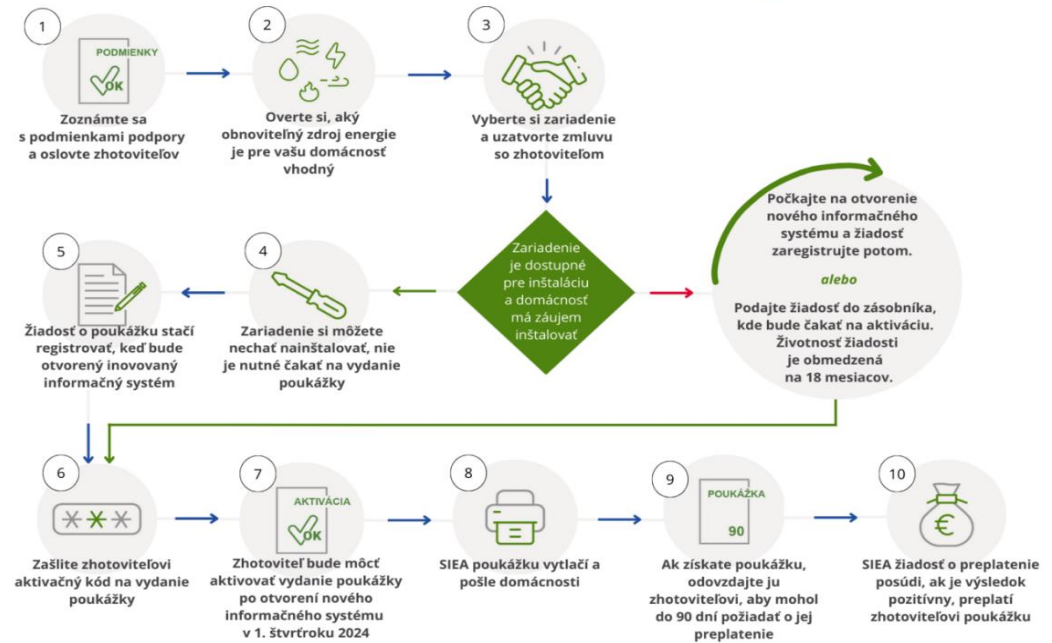 1
PODMIENKY
OK
Zoznámte sa
s podmienkami podpory
a oslovte zhotoviteľov
2
Overte si, aký
obnoviteľný zdroj energie
je pre vašu domácnosť
vhodný
3
Vyberte si zariadenie
a uzatvorte zmluvu
so zhotoviteľom
Zariadenie
je dostupné
pre inštaláciu
a domácnosť
má záujem
inštalovať
Počkajte na otvorenie
nového informačného
systému a žiadosť
zaregistrujte potom.
alebo
Podajte žiadosť do zásobníka,
kde bude čakať na aktiváciu.
Životnosť žiadosti
je obmedzená
na 18 mesiacov.
4
Zariadenie si môžete
nechať nainštalovať, nie
je nutné čakať na vydanie
poukážky
5
Žiadosť o poukážku stačí
registrovať, keď bude
otvorený inovovaný
informačný systém
6
Zašlite zhotoviteľovi
aktivačný kód na vydanie
poukážky
7
AKTIVÁCIA
OK
Zhotoviteľ bude môcť
aktivovať vydanie poukážky
po otvorení nového
informačného systému
v 1. štvrťroku 2024
8
SIEA poukážku vytlačí a
pošle domácnosti
9
POUKÁŽKA
90
Ak získate poukážku,
odovzdajte ju
zhotoviteľovi, aby mohol
do 90 dní požiadať o jej
preplatenie
10
€
SIEA žiadosť o preplatenie
posúdi, ak je výsledok
pozitívny, preplatí
zhotoviteľovi poukážku